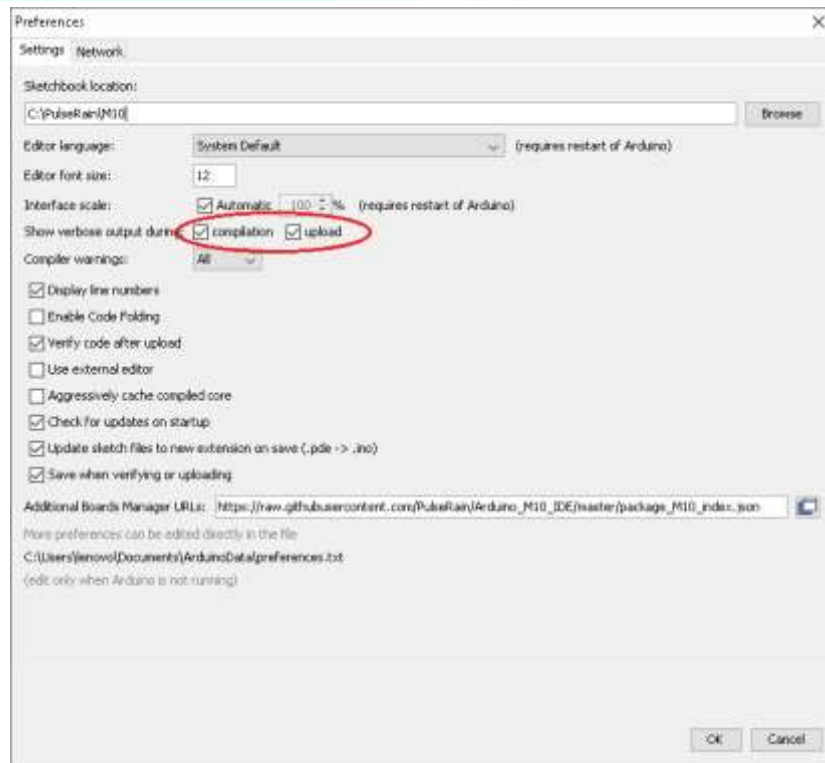 Preferences
Settings Network
Sketchbook location:
C:\PulseRain\M10
Browse
Editor language: System Default (requires restart of Arduino)
Editor font size: 12
Interface scale: Automatic 100 % (requires restart of Arduino)
Show verbose output during: compilation upload
Compiler warnings: All
Display line numbers
Enable Code Folding
Verify code after upload
Use external editor
Aggressively cache compiled core
Check for updates on startup
Update sketch files to new extension on save (.pde -> .ino)
Save when verifying or uploading
Additional Boards Manager URLs: https://raw.githubusercontent.com/PulseRain/Arduino_M10_IDE/master/package_M10_index.json
More preferences can be edited directly in the file
C:\Users\lenovo\Documents\ArduinoData\preferences.txt
(edit only when Arduino is not running)
OK Cancel